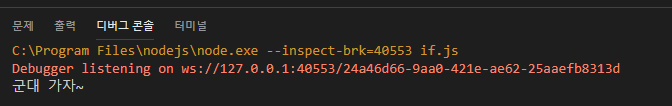 문제 출력 디버그 콘솔 터미널
C:\Program Files\nodejs\node.exe --inspect-brk=40553 if.js
Debugger listening on ws://127.0.0.1:40553/24a46d66-9aa0-421e-ae62-25aaefb8313d
군대 가자~